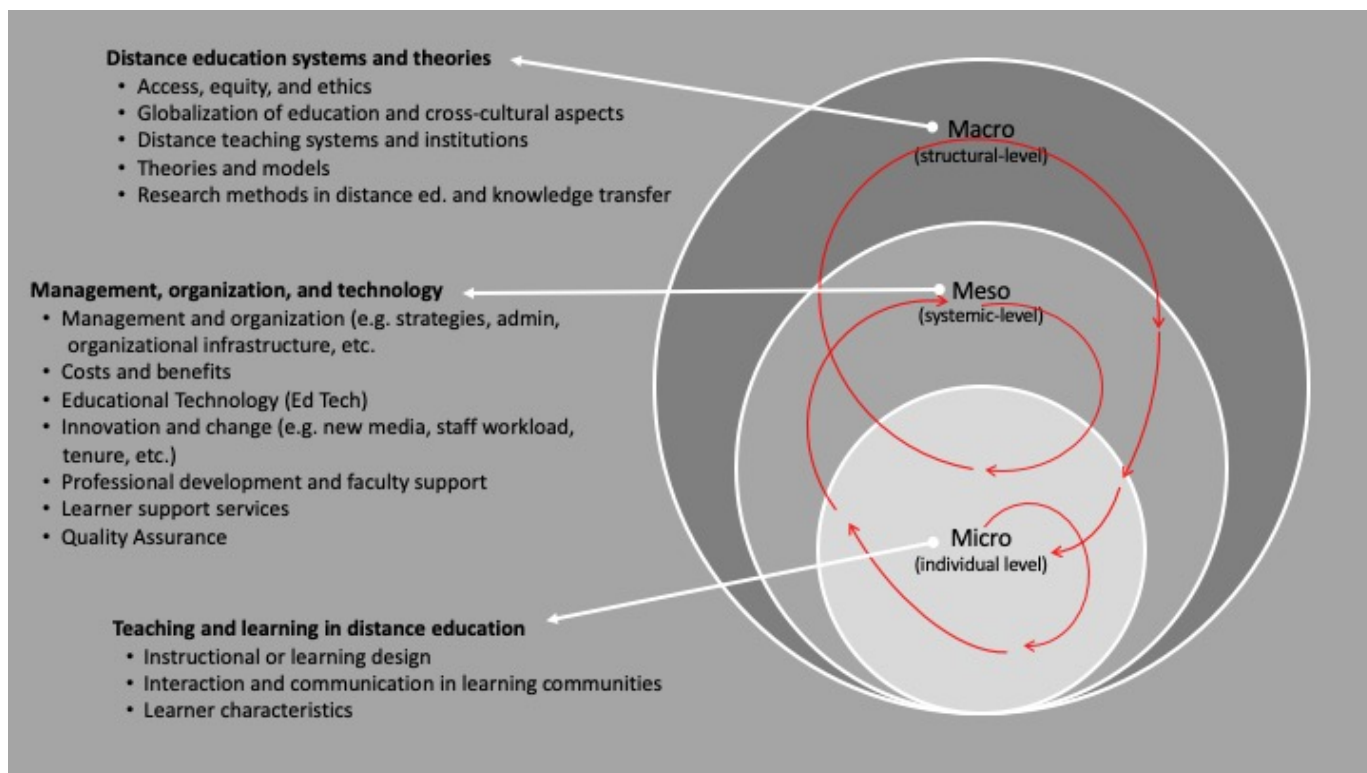 Distance education systems and theories
• Access, equity, and ethics
• Globalization of education and cross-cultural aspects
• Distance teaching systems and institutions
• Theories and models
• Research methods in distance ed. and knowledge transfer
Management, organization, and technology
• Management and organization (e.g. strategies, admin,
organizational infrastructure, etc.
• Costs and benefits
• Educational Technology (Ed Tech)
• Innovation and change (e.g. new media, staff workload,
tenure, etc.)
• Professional development and faculty support
• Learner support services
• Quality Assurance
Teaching and learning in distance education
• Instructional or learning design
• Interaction and communication in learning communities
• Learner characteristics
Macro
(structural-level)
Meso
(systemic-level)
Micro
(individual level)